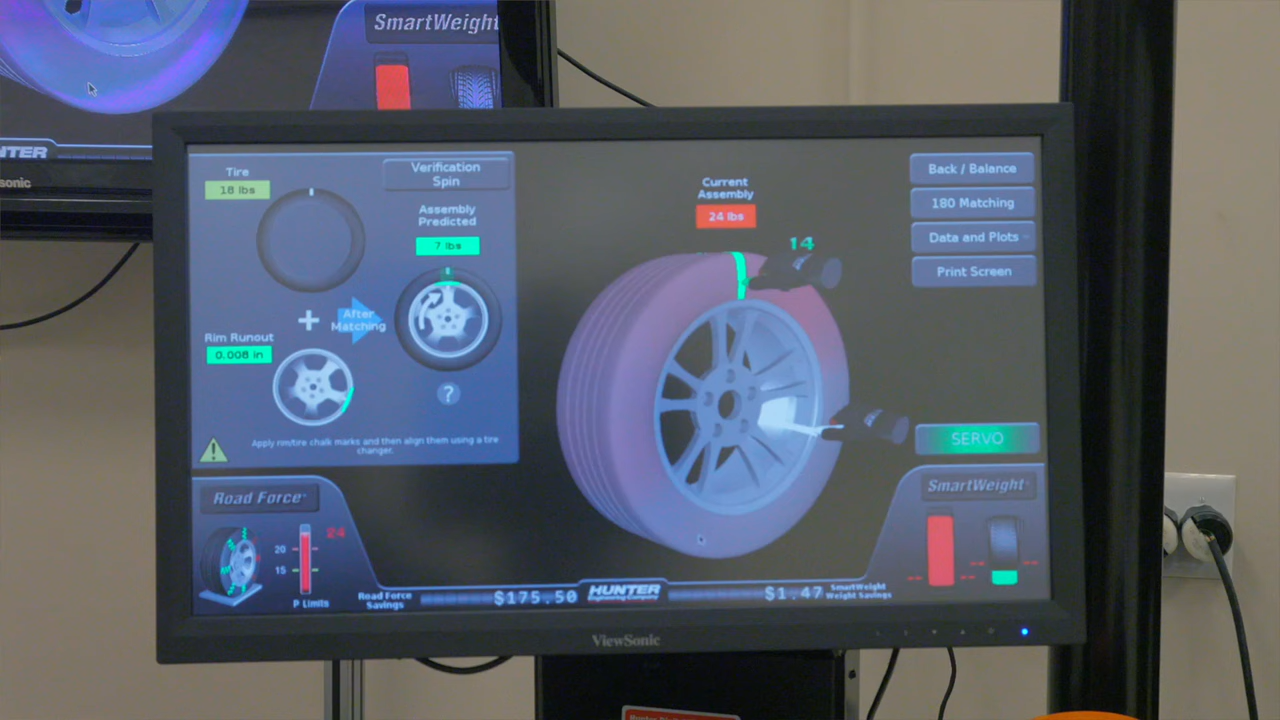 SmartWeight
NTER
sonic
Tire
18 lbs
Verification
Spin
Assembly
Predicted
7 lbs
After
Matching
Rim Runout
0.008 in
?
Apply rim/tire chalk marks and then align them using a tire
changer.
Current
Assembly
24 lbs
14
Back / Balance
180 Matching
Data and Plots
Print Screen
SERVO
Road Force
24
20
15
P Limits
Road Force
Savings
$175.50
HUNTER
Engineering Company
$1.47
SmartWeight
Weight Savings
SmartWeight
ViewSonic